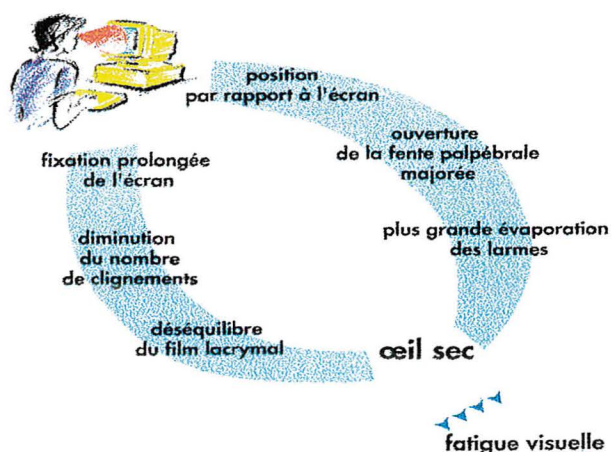 position
par rapport à l'écran
ouverture
de la fente palpébrale
majorée
plus grande évaporation
des larmes
fixation prolongée
de l'écran
diminution
du nombre
de clignements
déséquilibre
du film lacrymal
œil sec
fatigue visuelle